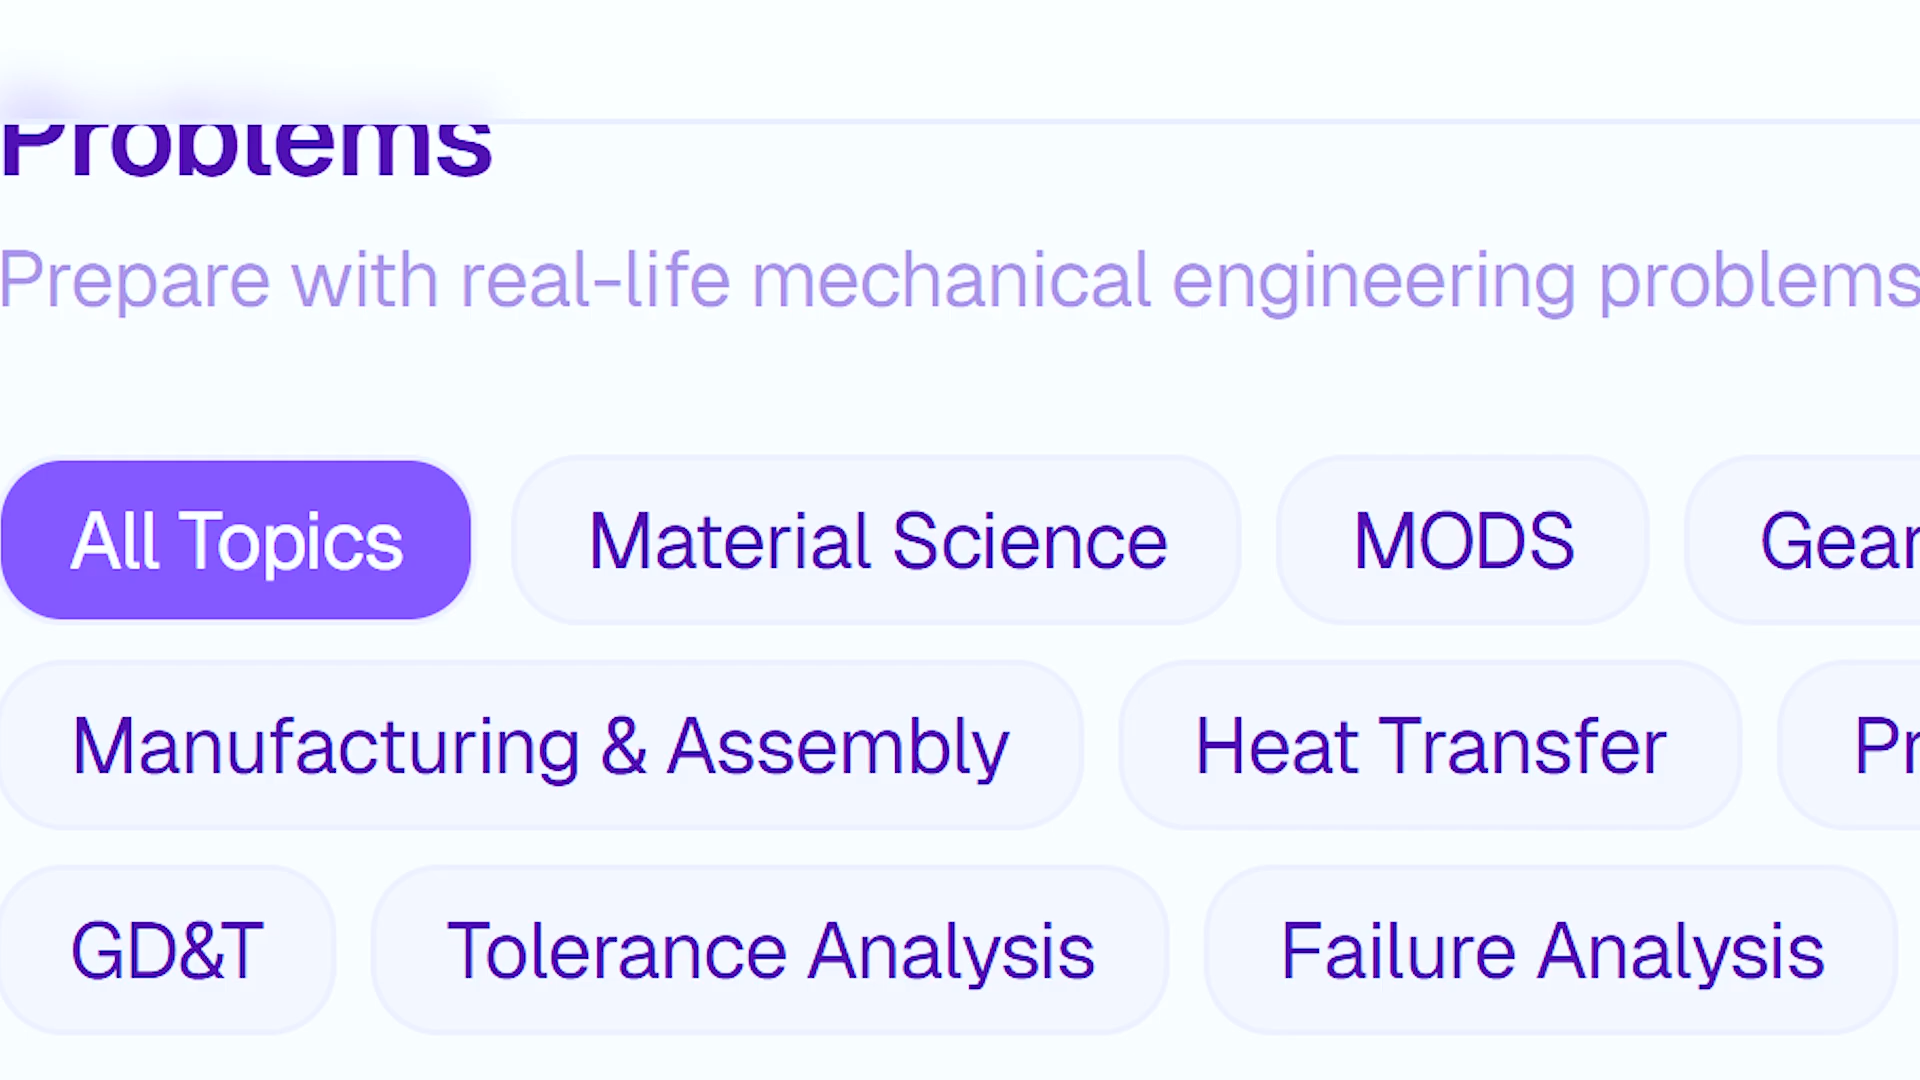 Problems
Prepare with real-life mechanical engineering problems
All Topics Material Science MODS
Manufacturing & Assembly Heat Transfer
GD&T Tolerance Analysis Failure Analysis